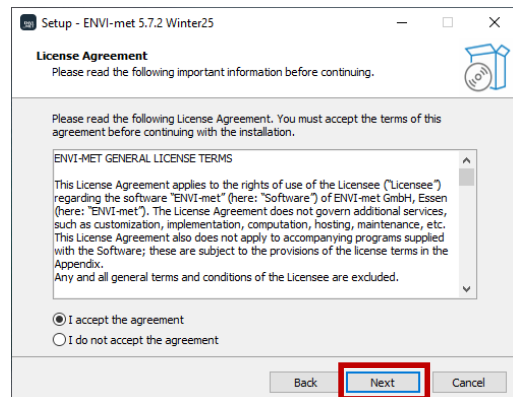 Setup - ENVI-met 5.7.2 Winter25
License Agreement
Please read the following important information before continuing.
Please read the following License Agreement. You must accept the terms of this
agreement before continuing with the installation.
ENVI-MET GENERAL LICENSE TERMS
This License Agreement applies to the rights of use of the Licensee ("Licensee")
regarding the software "ENVI-met" (here: "Software") of ENVI-met GmbH, Essen
(here: "ENVI-met"). The License Agreement does not govern additional services,
such as customization, implementation, computation, hosting, maintenance, etc.
This License Agreement also does not apply to accompanying programs supplied
with the Software; these are subject to the provisions of the license terms in the
Appendix.
Any and all general terms and conditions of the Licensee are excluded.
I accept the agreement
I do not accept the agreement
Back Next Cancel